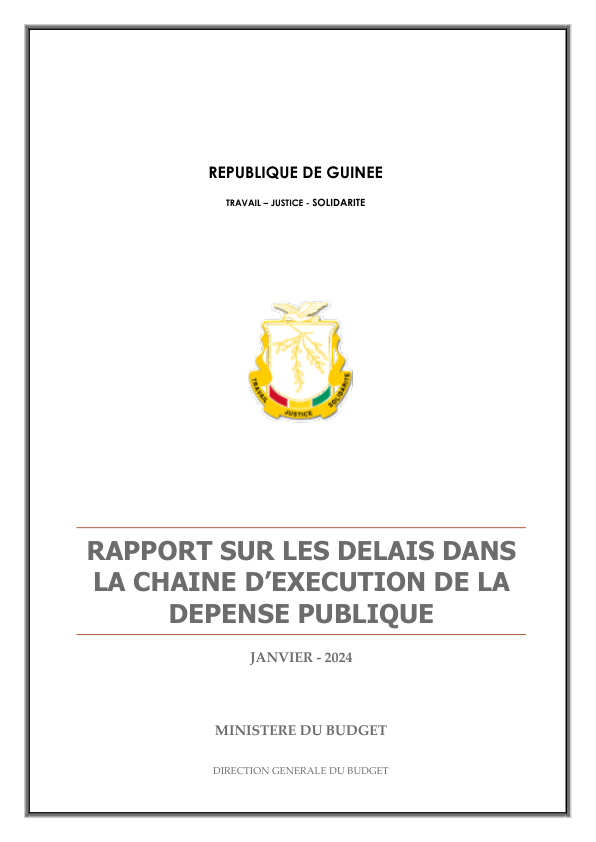 REPUBLIQUE DE GUINEE
TRAVAIL – JUSTICE - SOLIDARITE
TRAVAIL
JUSTICE
SOLIDARITE
RAPPORT SUR LES DELAIS DANS
LA CHAINE D’EXECUTION DE LA
DEPENSE PUBLIQUE
JANVIER - 2024
MINISTERE DU BUDGET
DIRECTION GENERALE DU BUDGET